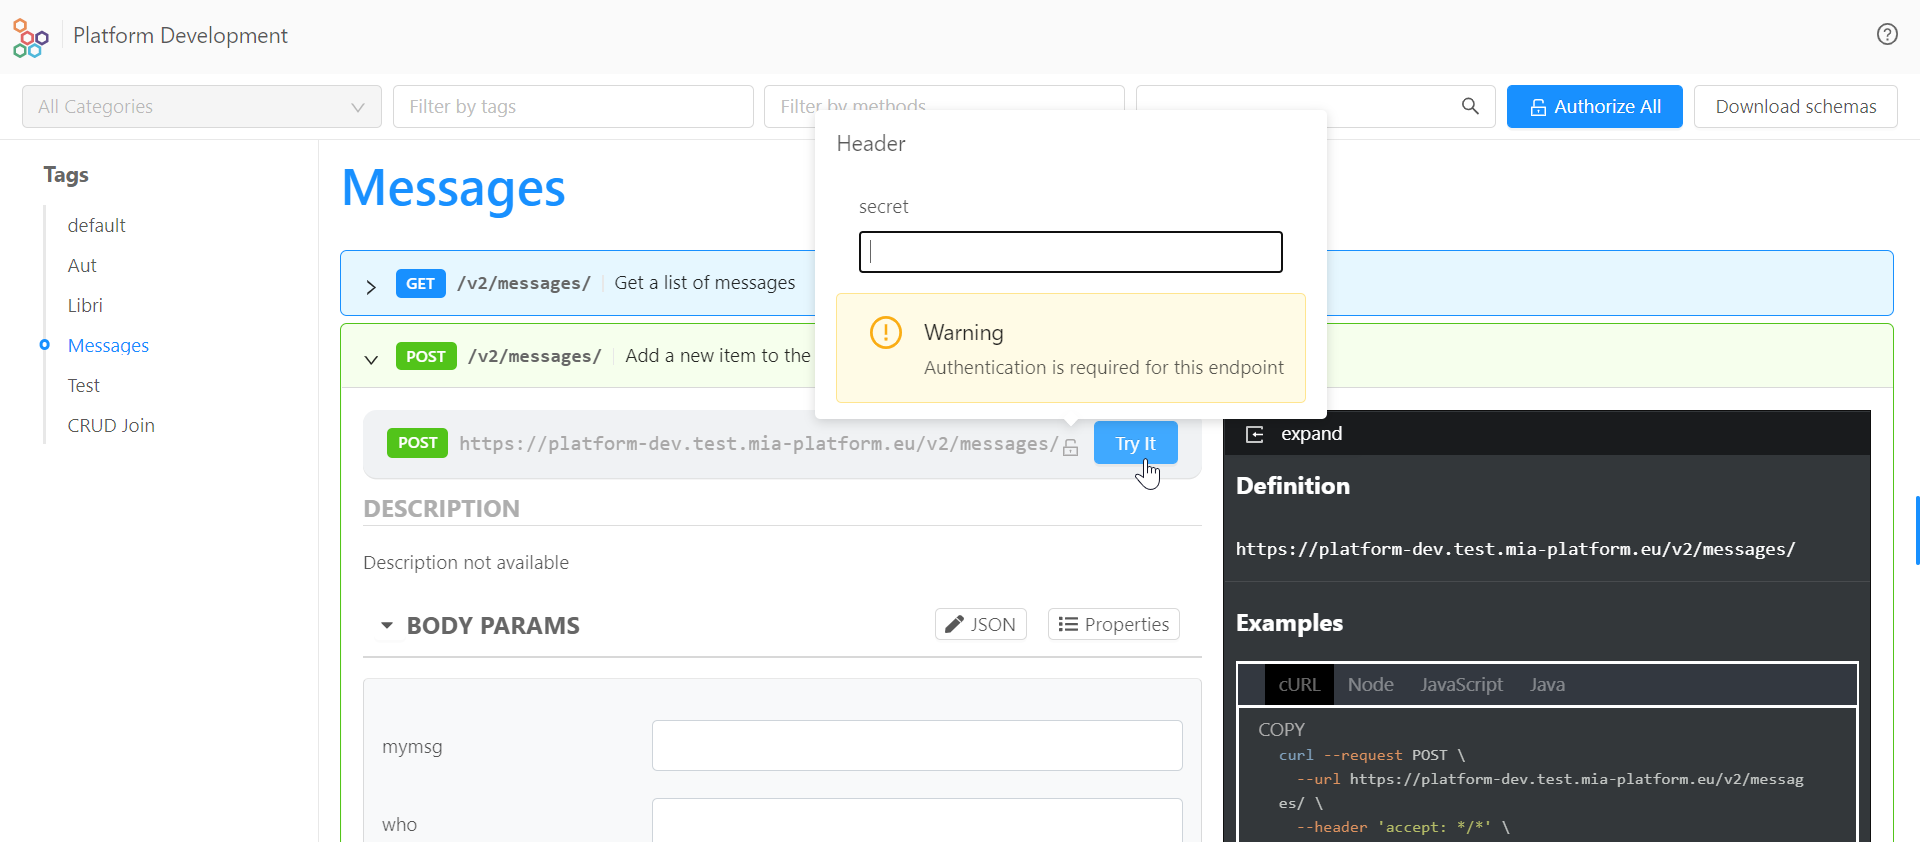 Platform Development
All Categories
Filter by tags
Filter by methods
Authorize All
Download schemas
Tags
default
Aut
Libri
Messages
Test
CRUD Join
Messages
GET /v2/messages/ Get a list of messages
POST /v2/messages/ Add a new item to the
Header
secret
Warning
Authentication is required for this endpoint
POST https://platform-dev.test.mia-platform.eu/v2/messages/ Try It
DESCRIPTION
Description not available
BODY PARAMS JSON Properties
mymsg
who
expand
Definition
https://platform-dev.test.mia-platform.eu/v2/messages/
Examples
cURL Node JavaScript Java
COPY
curl --request POST \
--url https://platform-dev.test.mia-platform.eu/v2/messag
es/ \
--header 'accept: */*' \